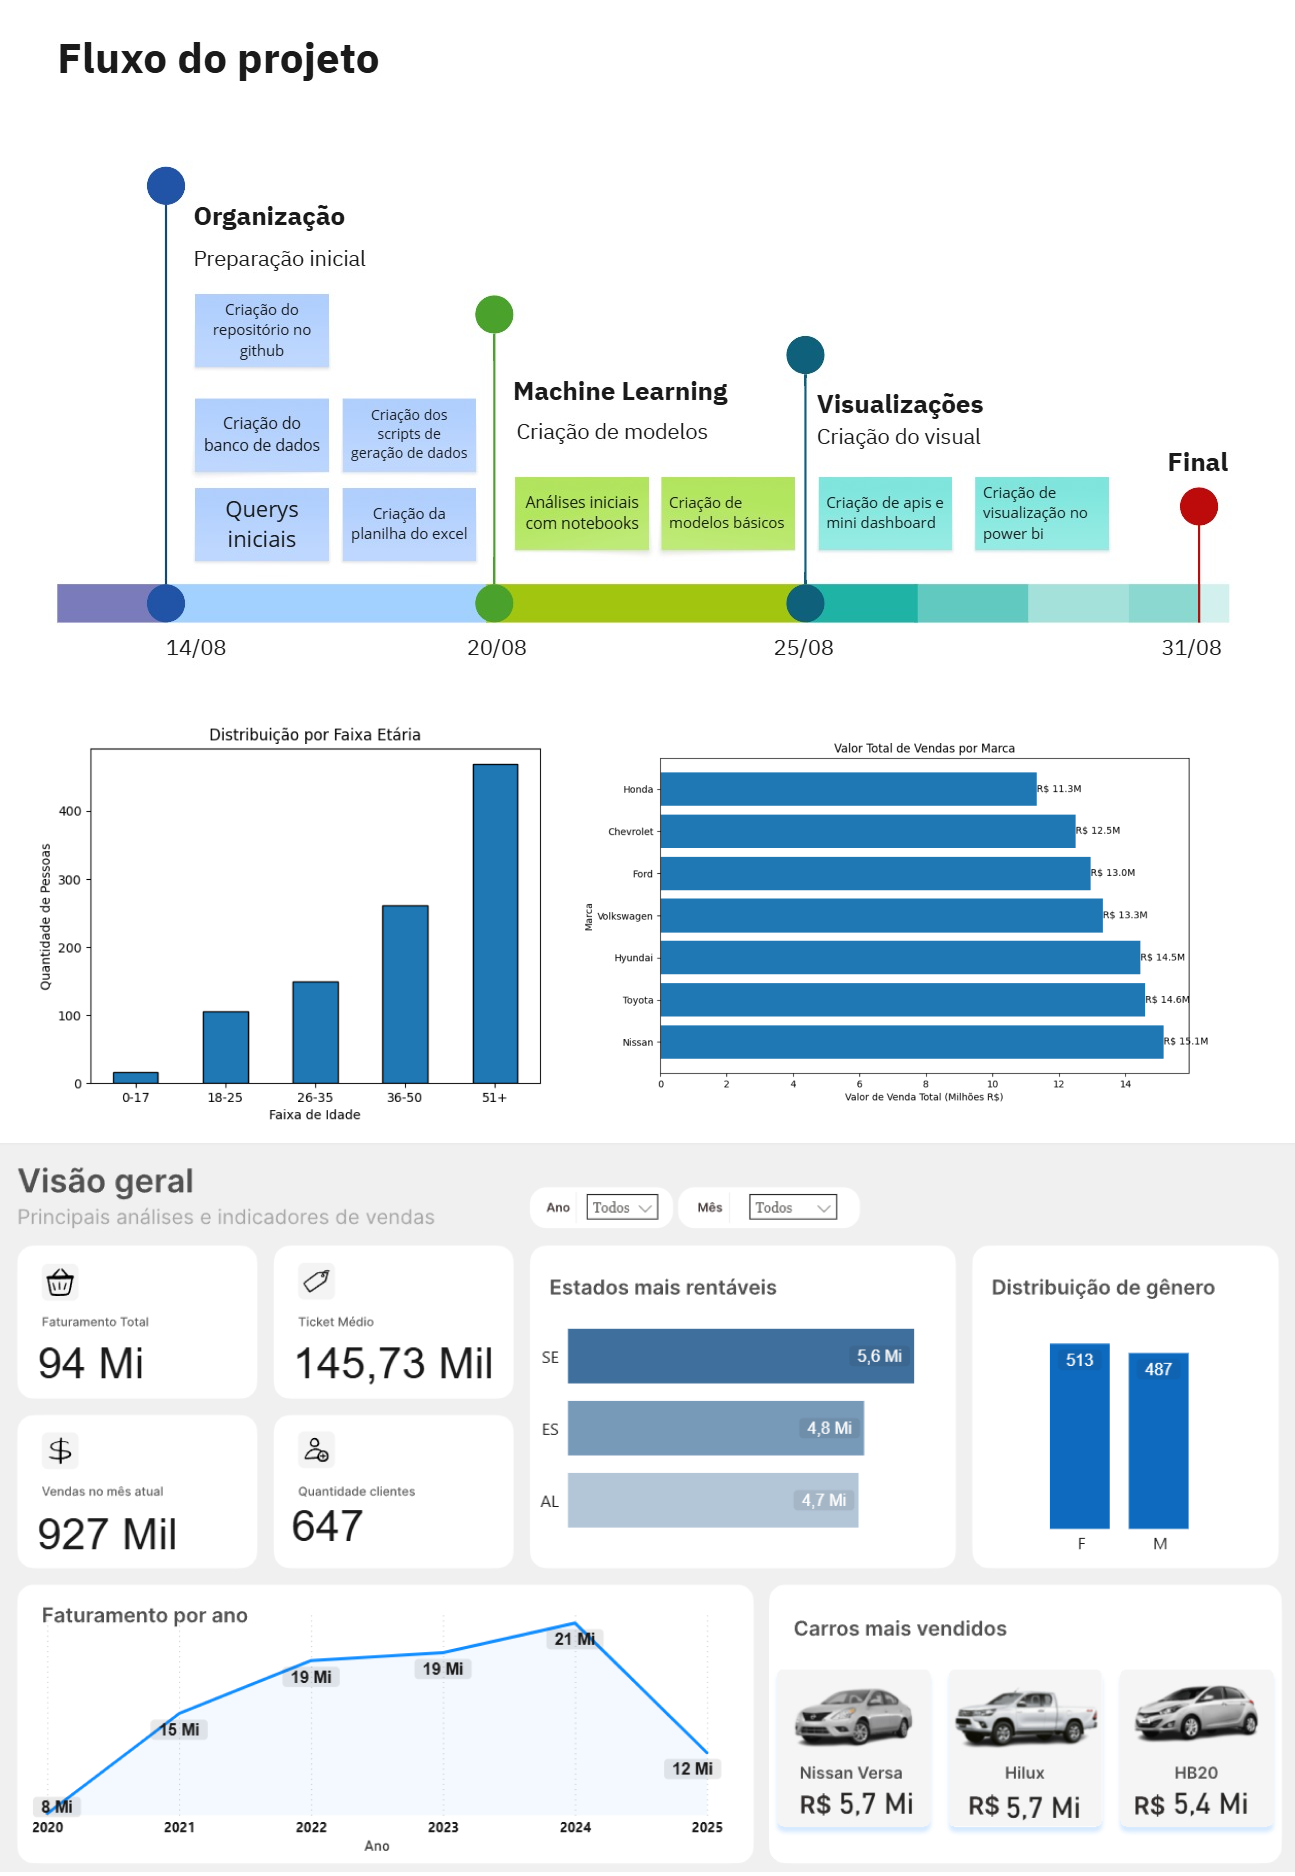 Fluxo do projeto
Organização
Preparação inicial
Criação do
repositório no
github
Criação do
banco de dados
Criação dos
scripts de
geração de dados
Querys
iniciais
Criação da
planilha do excel
Machine Learning
Criação de modelos
Análises iniciais
com notebooks
Criação de
modelos básicos
Visualizações
Criação do visual
Criação de apis e
mini dashboard
Criação de
visualização no
power bi
Final
14/08
20/08
25/08
31/08
Distribuição por Faixa Etária
Quantidade de Pessoas
400
300
200
100
0
0-17
18-25
26-35
36-50
51+
Faixa de Idade
Valor Total de Vendas por Marca
Marca
Honda
R$ 11.3M
Chevrolet
R$ 12.5M
Ford
R$ 13.0M
Volkswagen
R$ 13.3M
Hyundai
R$ 14.5M
Toyota
R$ 14.6M
Nissan
R$ 15.1M
0
2
4
6
8
10
12
14
Valor de Venda Total (Milhões R$)
Visão geral
Principais análises e indicadores de vendas
Ano
Todos
Mês
Todos
Faturamento Total
94 Mi
Ticket Médio
145,73 Mil
Vendas no mês atual
927 Mil
Quantidade clientes
647
Estados mais rentáveis
SE
5,6 Mi
ES
4,8 Mi
AL
4,7 Mi
Distribuição de gênero
513
487
F
M
Faturamento por ano
8 Mi
15 Mi
19 Mi
19 Mi
21 Mi
12 Mi
2020
2021
2022
2023
2024
2025
Ano
Carros mais vendidos
Nissan Versa
R$ 5,7 Mi
Hilux
R$ 5,7 Mi
HB20
R$ 5,4 Mi